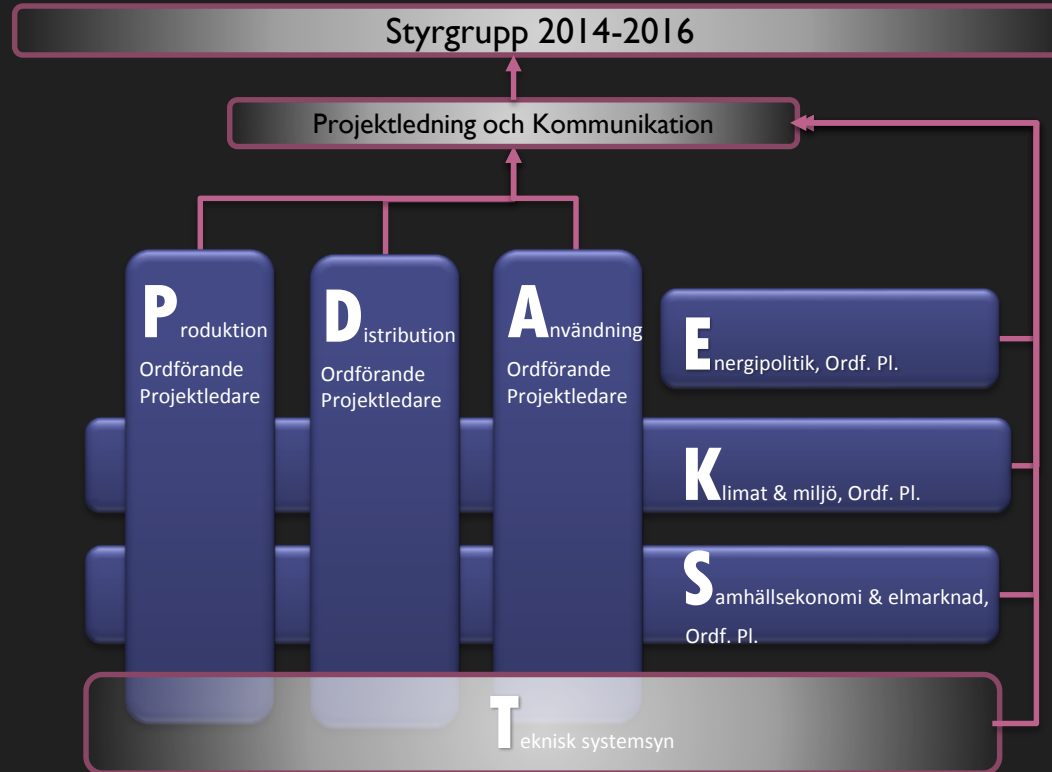 Styrgrupp 2014-2016
Projektledning och Kommunikation
Produktion
Ordförande
Projektledare
Distribution
Ordförande
Projektledare
Användning
Ordförande
Projektledare
Energipolitik, Ordf. Pl.
Klimat & miljö, Ordf. Pl.
Samhällsekonomi & elmarknad,
Ordf. Pl.
Teknisk systemsyn